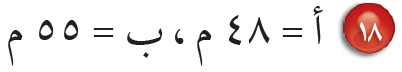 ١٨ أ = ٤٨ م ، ب = ٥٥ م